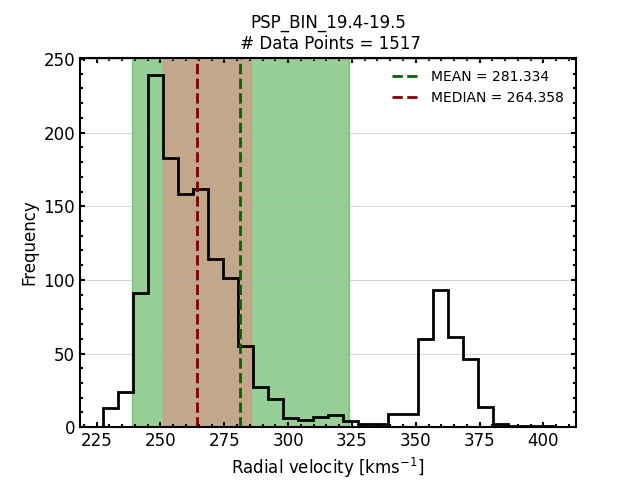 PSP_BIN_19.4-19.5
# Data Points = 1517
250
200
150
100
50
0
Frequency
MEAN = 281.334
MEDIAN = 264.358
225 250 275 300 325 350 375 400
Radial velocity [kms⁻¹]